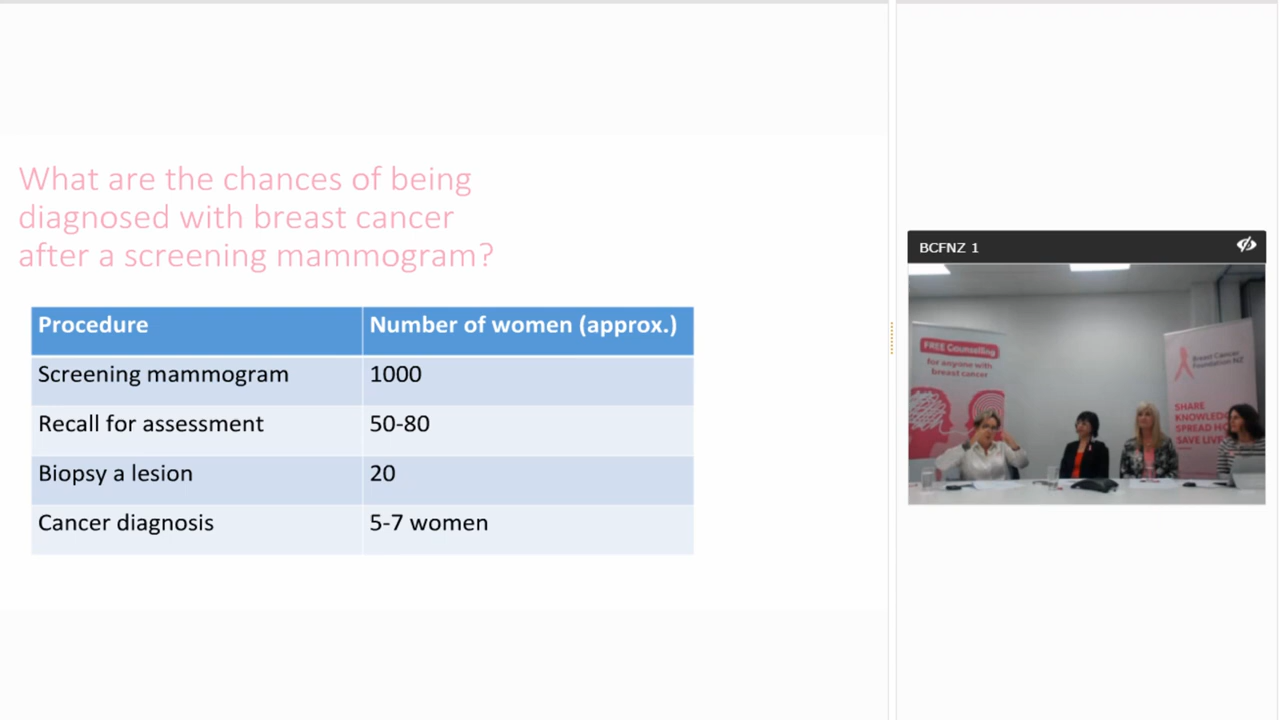 What are the chances of being
diagnosed with breast cancer
after a screening mammogram?
Procedure Number of women (approx.)
Screening mammogram 1000
Recall for assessment 50-80
Biopsy a lesion 20
Cancer diagnosis 5-7 women
BCFNZ 1
FREE Counselling
for anyone with
breast cancer
Breast Cancer
Foundation NZ
SHARE
SPREAD
SAVE